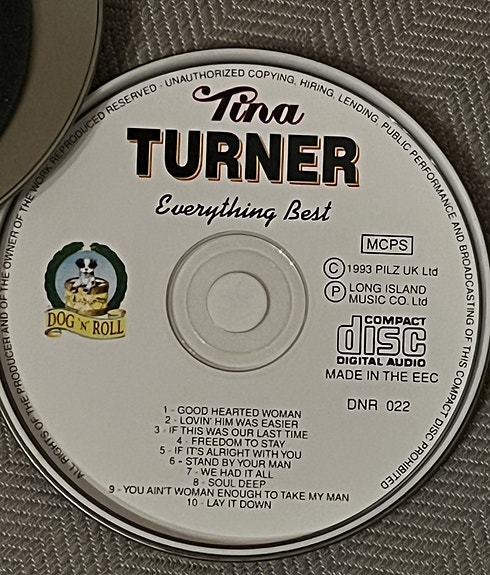 ALL RIGHTS OF THE PRODUCER AND OF THE OWNER OF THE WORK REPRODUCED RESERVED - UNAUTHORIZED COPYING, HIRING, LENDING, PUBLIC PERFORMANCE AND BROADCASTING OF THIS COMPACT DISC PROHIBITED
Tina
TURNER
Everything Best
MCPS
C 1993 PILZ UK Ltd
P LONG ISLAND
MUSIC CO. Ltd
DOG 'N' ROLL
COMPACT
disc
DIGITAL AUDIO
MADE IN THE EEC
DNR 022
1 - GOOD HEARTED WOMAN
2 - LOVIN' HIM WAS EASIER
3 - IF THIS WAS OUR LAST TIME
4 - FREEDOM TO STAY
5 - IF IT'S ALRIGHT WITH YOU
6 - STAND BY YOUR MAN
7 - WE HAD IT ALL
8 - SOUL DEEP
9 - YOU AIN'T WOMAN ENOUGH TO TAKE MY MAN
10 - LAY IT DOWN